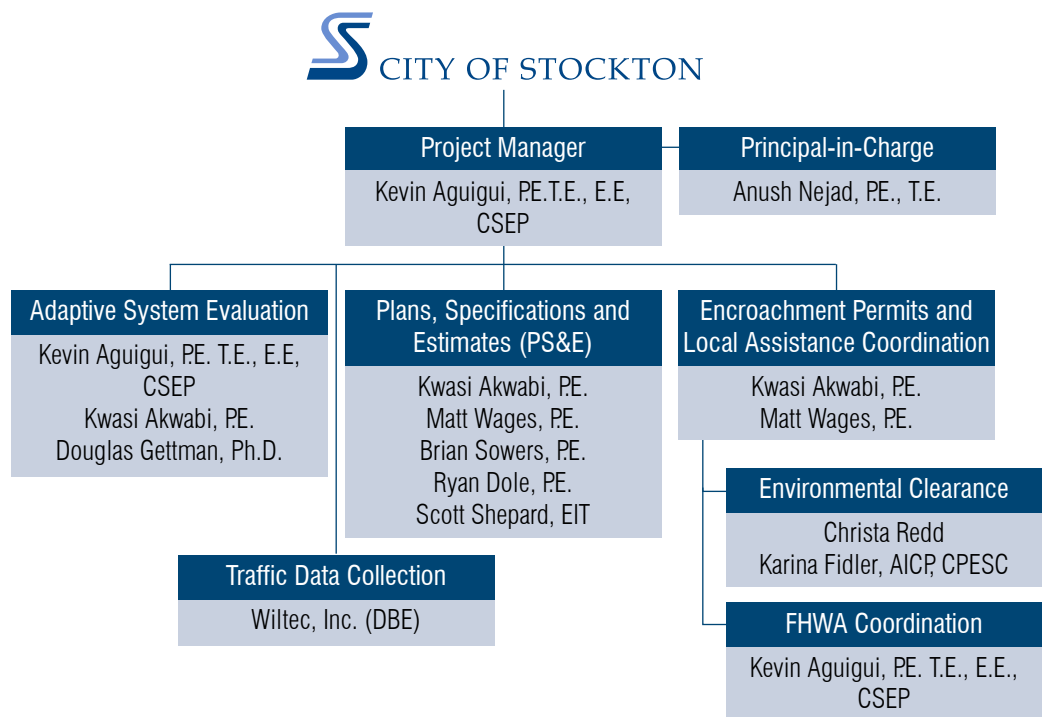 CITY OF STOCKTON
Project Manager
Kevin Aguigui, P.E.T.E., E.E,
CSEP
Principal-in-Charge
Anush Nejad, P.E., T.E.
Adaptive System Evaluation
Kevin Aguigui, P.E. T.E., E.E,
CSEP
Kwasi Akwabi, P.E.
Douglas Gettman, Ph.D.
Plans, Specifications and
Estimates (PS&E)
Kwasi Akwabi, P.E.
Matt Wages, P.E.
Brian Sowers, P.E.
Ryan Dole, P.E.
Scott Shepard, EIT
Encroachment Permits and
Local Assistance Coordination
Kwasi Akwabi, P.E.
Matt Wages, P.E.
Environmental Clearance
Christa Redd
Karina Fidler, AICP, CPESC
Traffic Data Collection
Wiltec, Inc. (DBE)
FHWA Coordination
Kevin Aguigui, P.E. T.E., E.E.,
CSEP